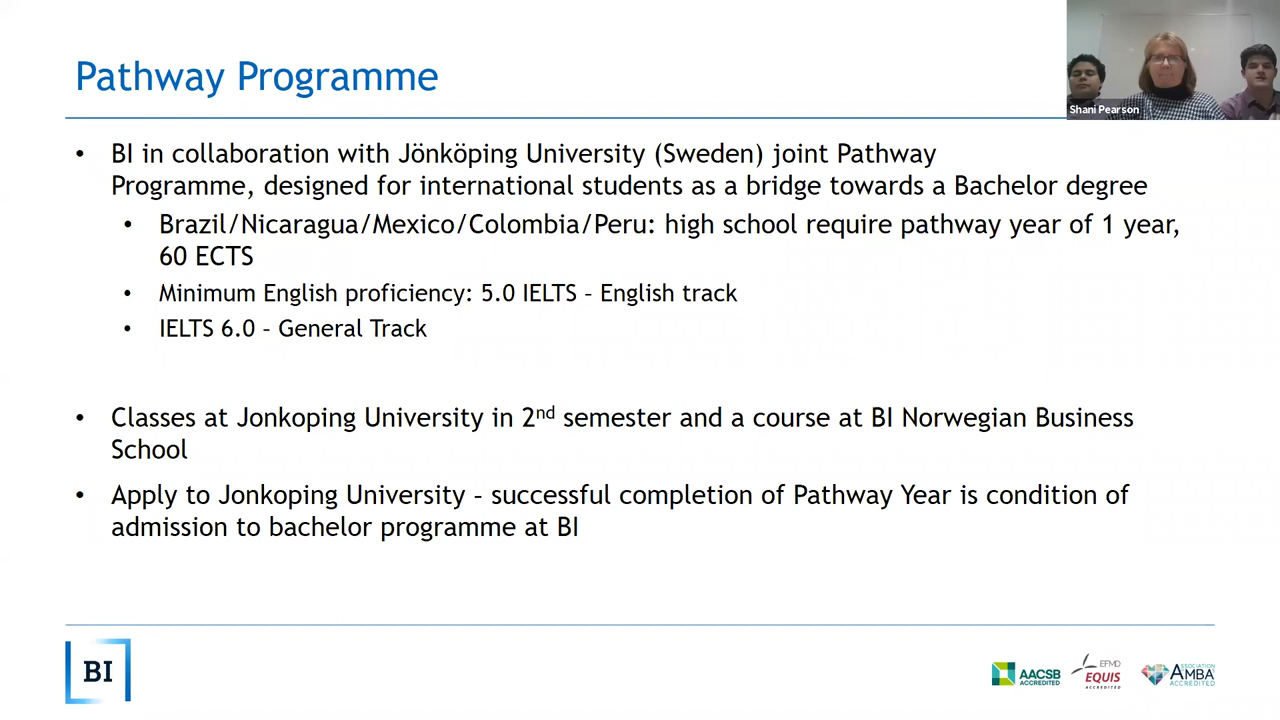 Pathway Programme
Shani Pearson
• BI in collaboration with Jönköping University (Sweden) joint Pathway
Programme, designed for international students as a bridge towards a Bachelor degree
• Brazil/Nicaragua/Mexico/Colombia/Peru: high school require pathway year of 1 year,
60 ECTS
• Minimum English proficiency: 5.0 IELTS – English track
• IELTS 6.0 – General Track
• Classes at Jonkoping University in 2nd semester and a course at BI Norwegian Business
School
• Apply to Jonkoping University – successful completion of Pathway Year is condition of
admission to bachelor programme at BI
BI
AACSB
ACCREDITED
EFMD
EQUIS
ACCREDITED
ASSOCIATION
AMBA
ACCREDITED